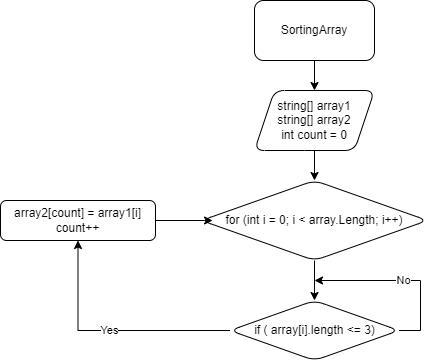 SortingArray
string[] array1
string[] array2
int count = 0
array2[count] = array1[i]
count++
for (int i = 0; i < array.Length; i++)
No
Yes
if ( array[i].length <= 3)